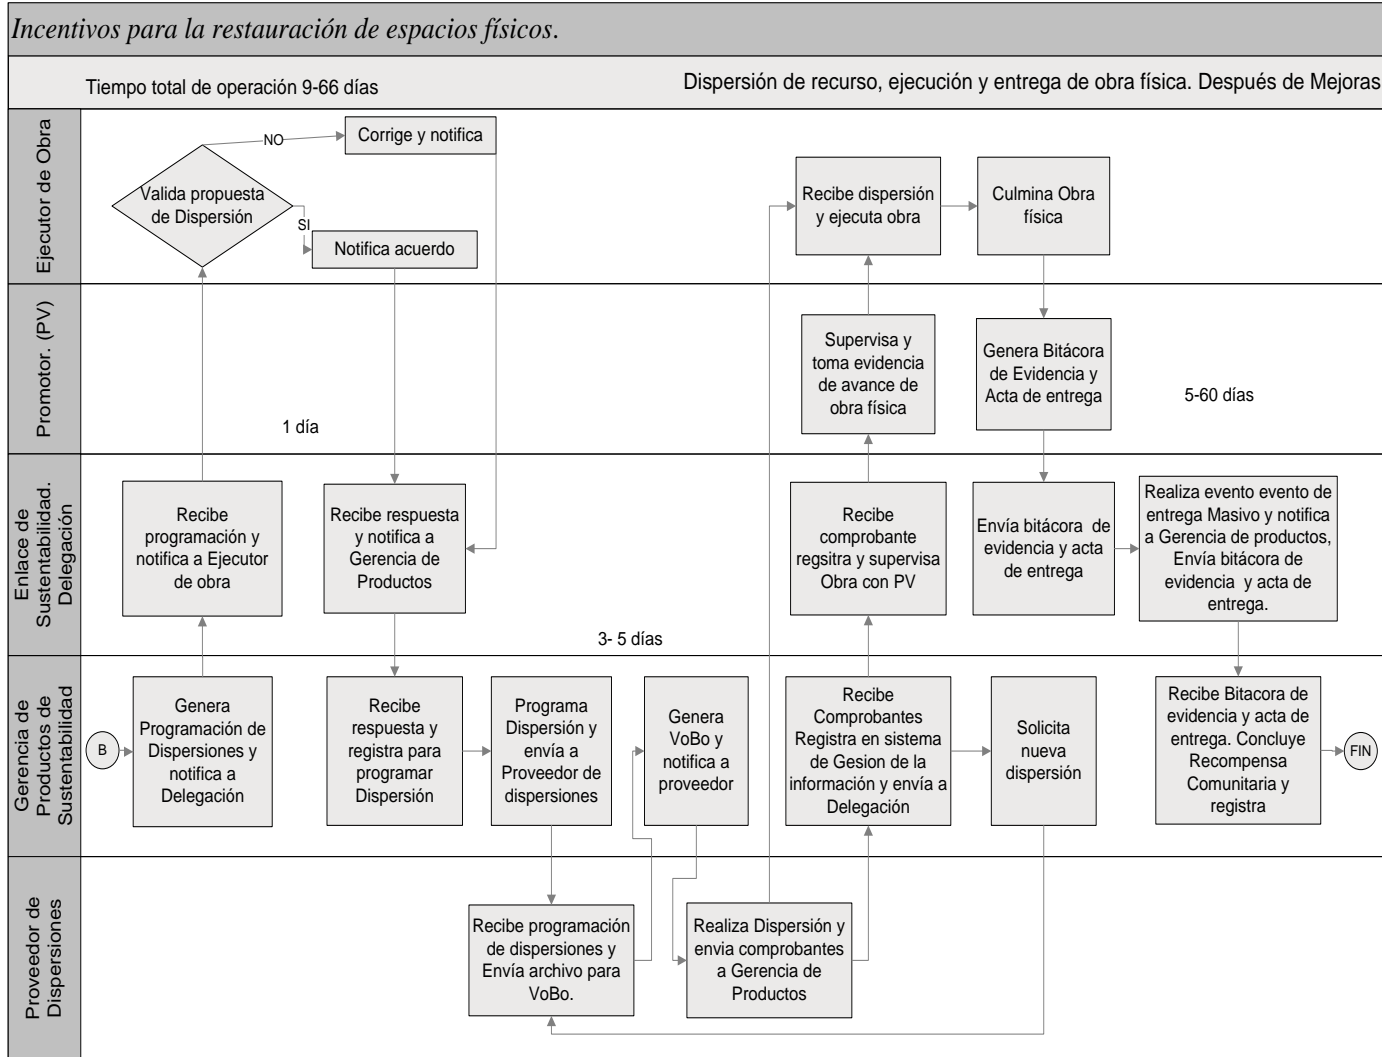 Incentivos para la restauración de espacios físicos.
Tiempo total de operación 9-66 días
Dispersión de recurso, ejecución y entrega de obra física. Después de Mejoras
Ejecutor de Obra
Valida propuesta
de Dispersión
NO
Corrige y notifica
SI
Notifica acuerdo
Recibe dispersión
y ejecuta obra
Culmina Obra
física
Promotor. (PV)
1 día
Supervisa y
toma evidencia
de avance de
obra física
Genera Bitácora
de Evidencia y
Acta de entrega
5-60 días
Enlace de
Sustentabilidad.
Delegación
Recibe
programación y
notifica a Ejecutor
de obra
Recibe respuesta
y notifica a
Gerencia de
Productos
3- 5 días
Recibe
comprobante
regsitra y supervisa
Obra con PV
Envía bitácora de
evidencia y acta
de entrega
Realiza evento evento de
entrega Masivo y notifica
a Gerencia de productos,
Envía bitácora de
evidencia y acta de
entrega.
Gerencia de
Productos de
Sustentabilidad
B
Genera
Programación de
Dispersiones y
notifica a
Delegación
Recibe
respuesta y
registra para
programar
Dispersión
Programa
Dispersión y
envía a
Proveedor de
dispersiones
Genera
VoBo y
notifica a
proveedor
Recibe
Comprobantes
Registra en sistema
de Gesion de la
información y envía a
Delegación
Solicita
nueva
dispersión
Recibe Bitacora de
evidencia y acta de
entrega. Concluye
Recompensa
Comunitaria y
registra
FIN
Proveedor de
Dispersiones
Recibe programación
de dispersiones y
Envía archivo para
VoBo.
Realiza Dispersión y
envia comprobantes
a Gerencia de
Productos